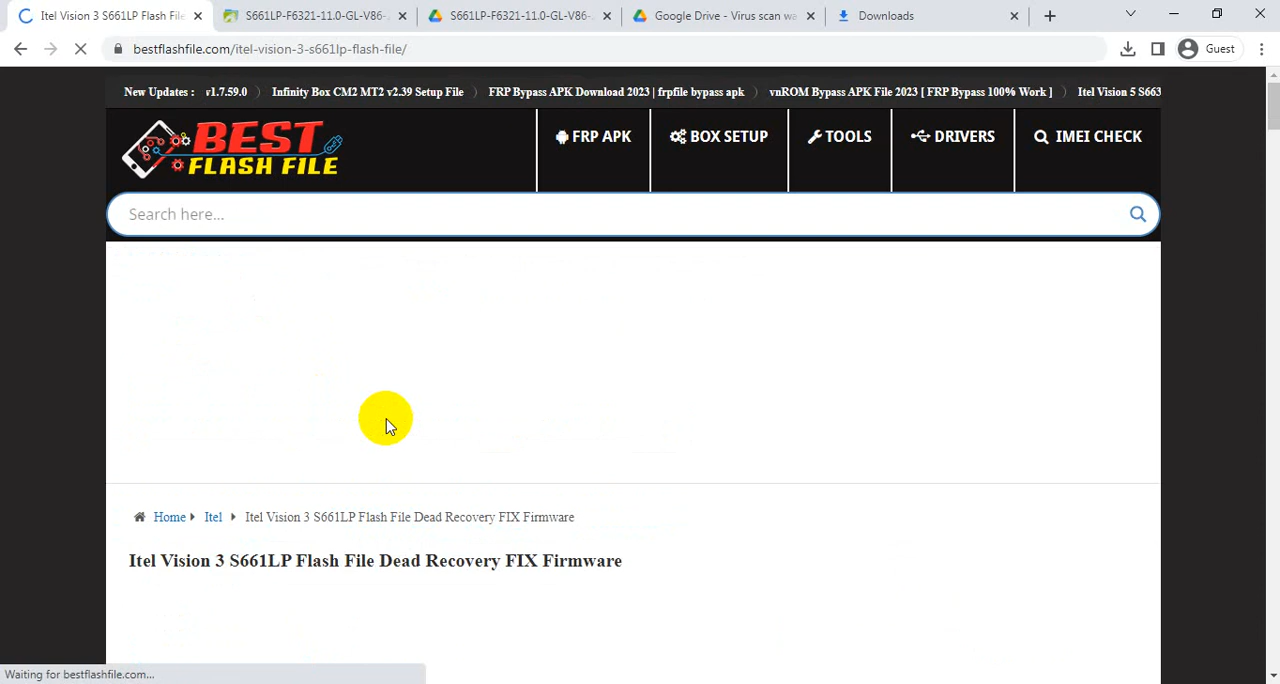 Itel Vision 3 S661LP Flash File
S661LP-F6321-11.0-GL-V86-
S661LP-F6321-11.0-GL-V86-
Google Drive - Virus scan wa
Downloads
bestflashfile.com/itel-vision-3-s661lp-flash-file/
Guest
New Updates : v1.7.59.0 Infinity Box CM2 MT2 v2.39 Setup File FRP Bypass APK Download 2023 | frpfile bypass apk vnROM Bypass APK File 2023 [ FRP Bypass 100% Work ] Itel Vision 5 S663
BEST
FLASH FILE
FRP APK
BOX SETUP
TOOLS
DRIVERS
IMEI CHECK
Search here...
Home Itel Itel Vision 3 S661LP Flash File Dead Recovery FIX Firmware
Itel Vision 3 S661LP Flash File Dead Recovery FIX Firmware
Waiting for bestflashfile.com...